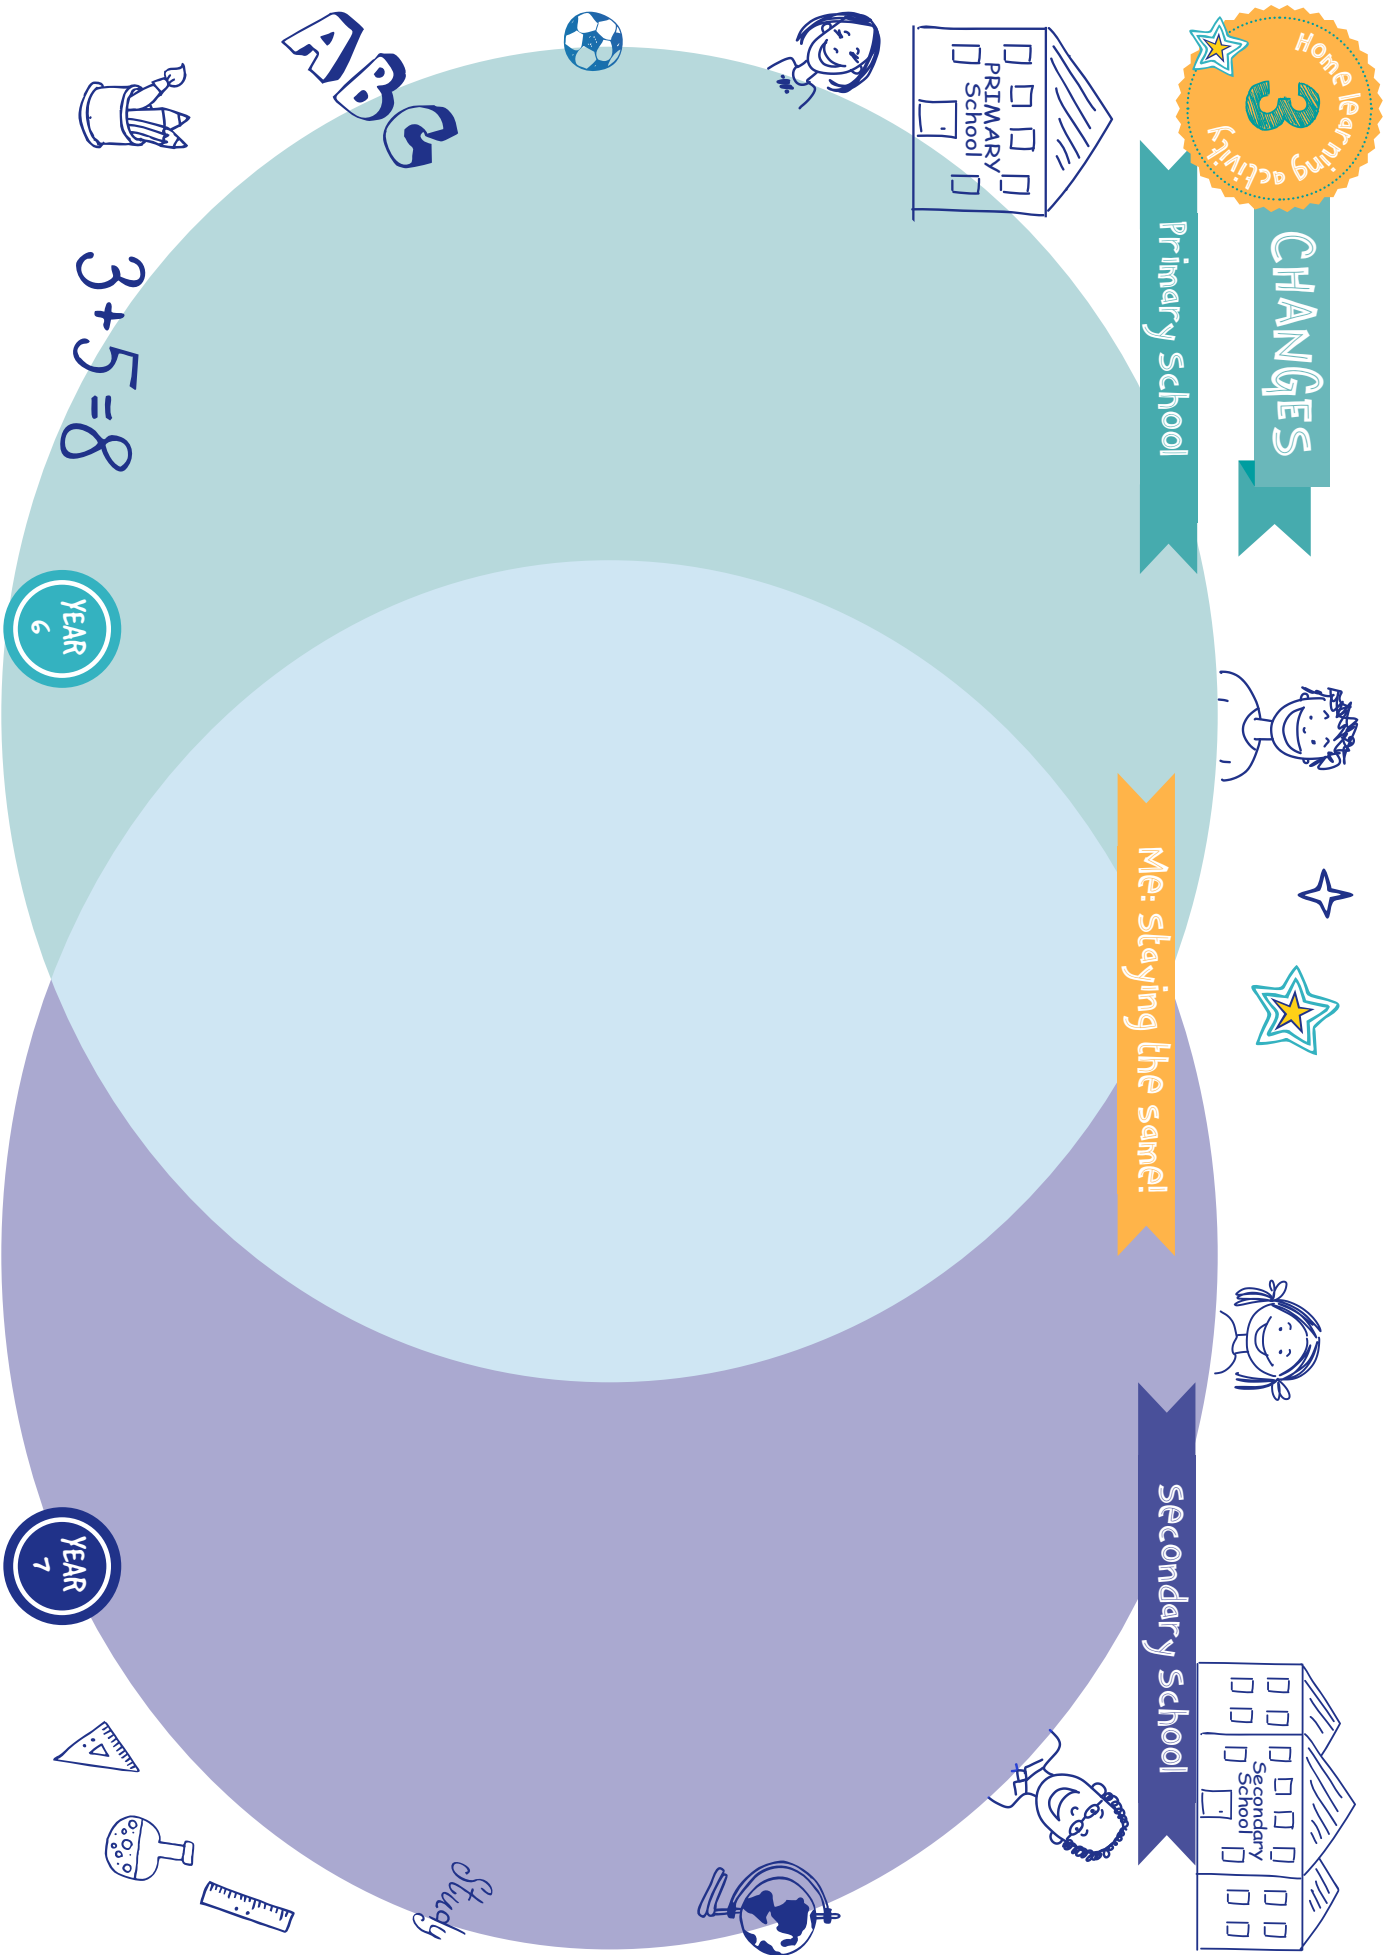 Home learning activity
3
CHANGES
Primary School
Me: Staying the same!
Secondary School
PRIMARY
School
Secondary
School
ABC
3+5=8
YEAR
6
YEAR
7
Study